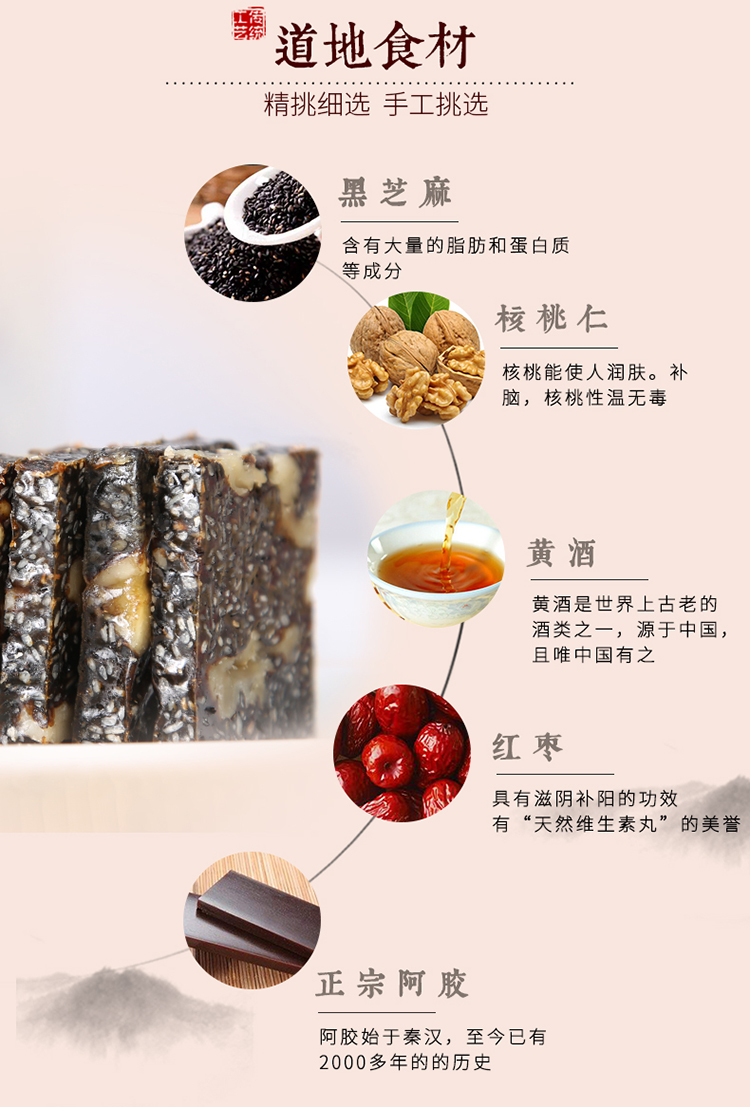 传统工艺
道地食材
精挑细选 手工挑选
黑芝麻
含有大量的脂肪和蛋白质
等成分
核桃仁
核桃能使人润肤。补
脑，核桃性温无毒
黄酒
黄酒是世界上古老的
酒类之一，源于中国，
且唯中国有之
红枣
具有滋阴补阳的功效
有“天然维生素丸”的美誉
正宗阿胶
阿胶始于秦汉，至今已有
2000多年的的历史